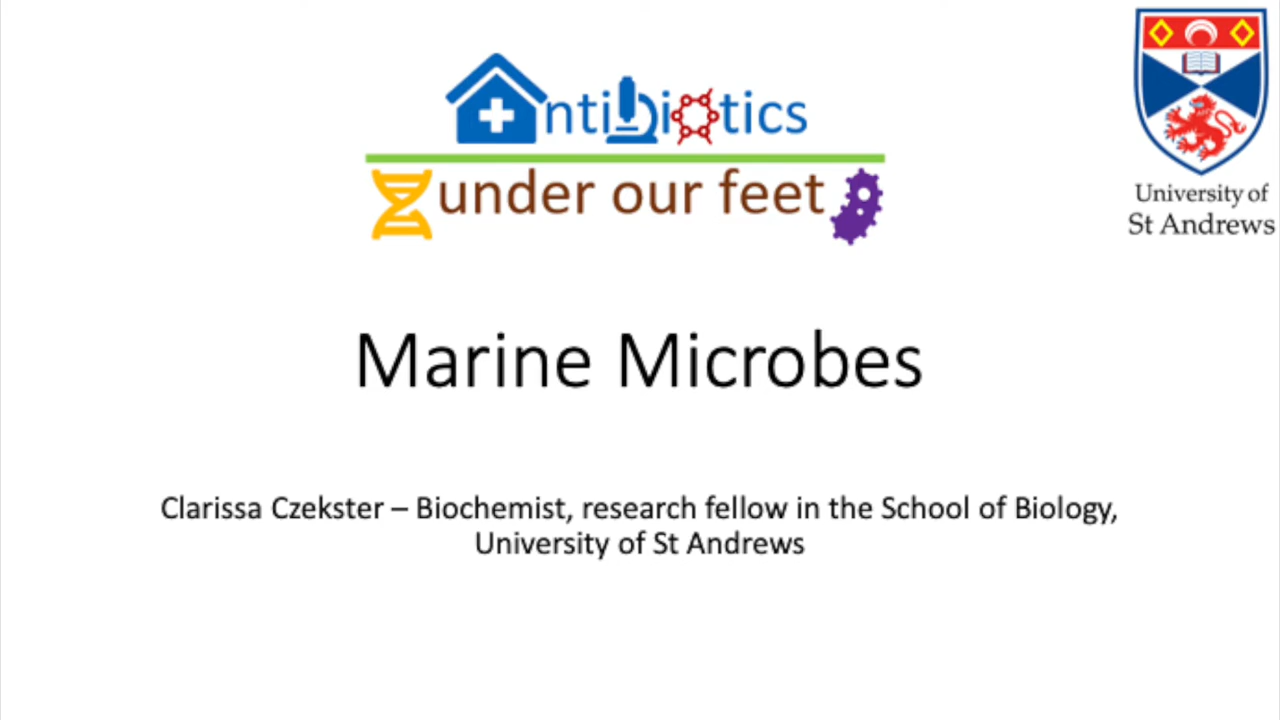 Antibiotics
under our feet
University of
St Andrews
Marine Microbes
Clarissa Czekster – Biochemist, research fellow in the School of Biology,
University of St Andrews